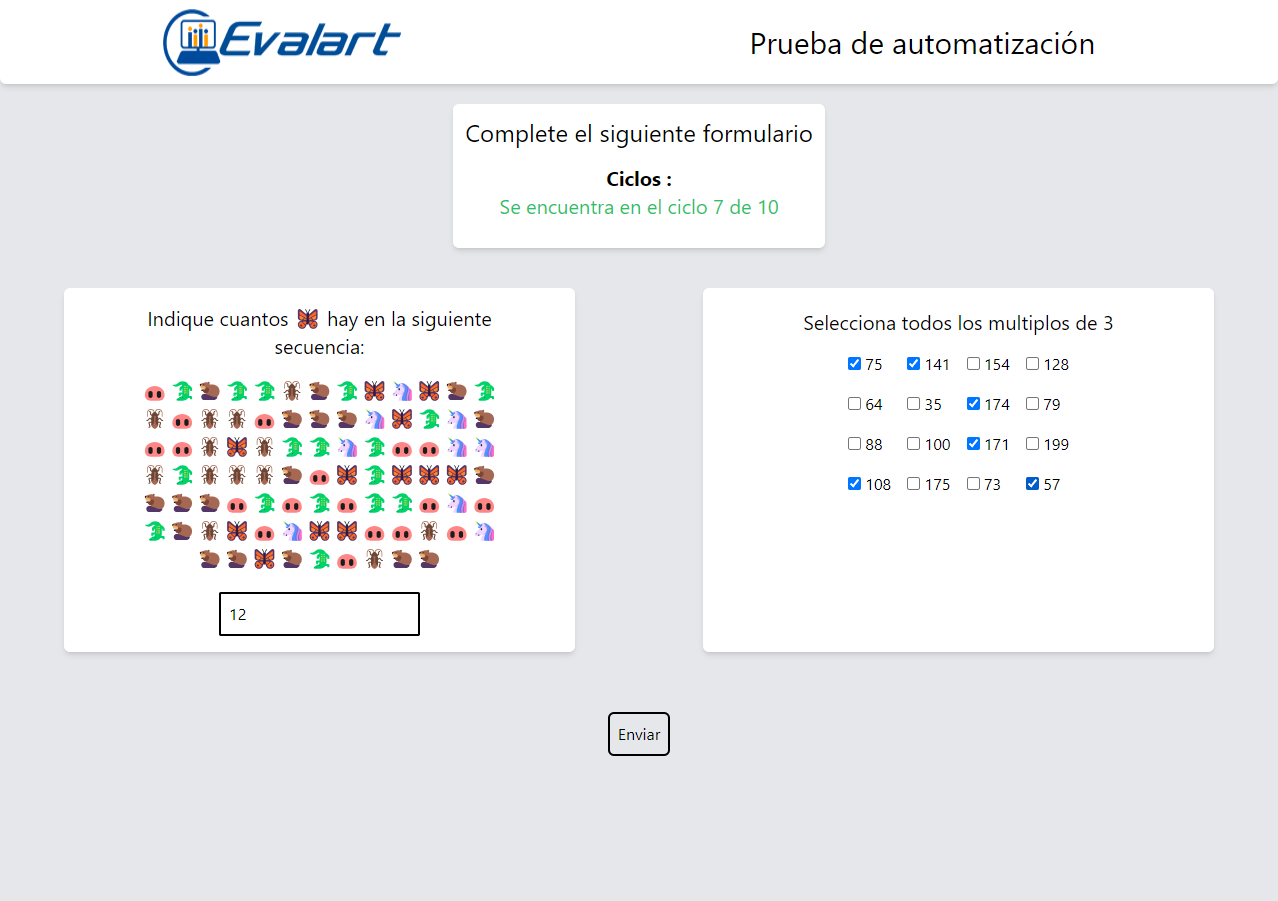 Evalart
Prueba de automatización
Complete el siguiente formulario
Ciclos :
Se encuentra en el ciclo 7 de 10
Indique cuantos 🦋 hay en la siguiente
secuencia:
12
Selecciona todos los multiplos de 3
75 141 154 128
64 35 174 79
88 100 171 199
108 175 73 57
Enviar